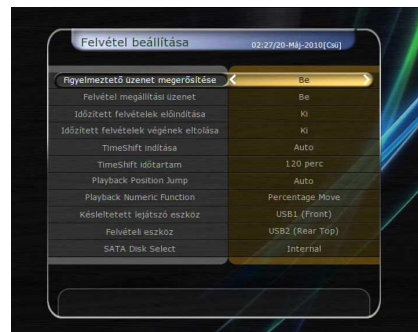 Felvétel beállítása 02:27/20-Máj-2010[Csü]
Figyelmeztető üzenet megerősítése Be
Felvétel megállítási üzenet Be
Időzített felvételek előindítása Ki
Időzített felvételek végének eltolása Ki
TimeShift indítása Auto
TimeShift időtartam 120 perc
Playback Position Jump Auto
Playback Numeric Function Percentage Move
Késleltetett lejátszó eszköz USB1 (Front)
Felvételi eszköz USB2 (Rear Top)
SATA Disk Select Internal